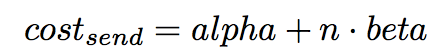 cost_send = alpha + n · beta